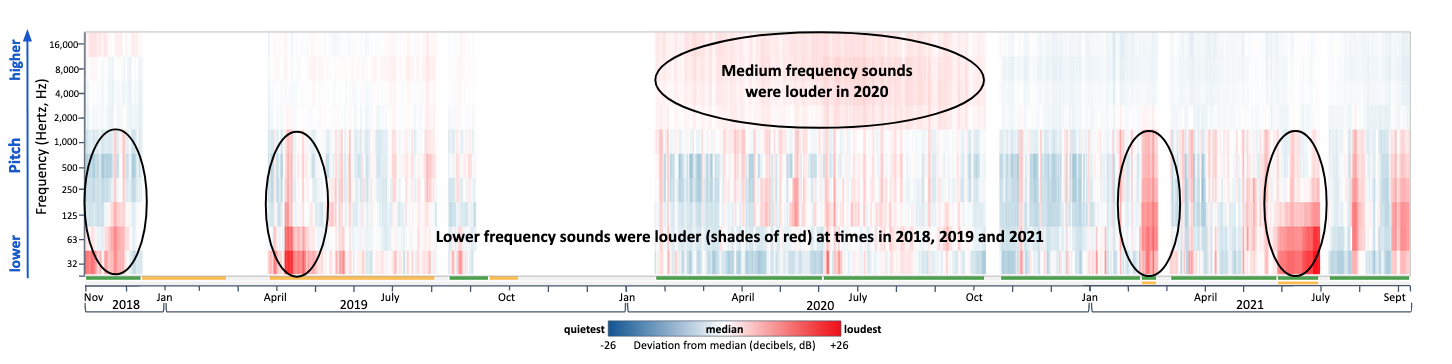 higher
Pitch
lower
Frequency (Hertz, Hz)
16,000
8,000
4,000
2,000
1,000
500
250
125
63
32
Medium frequency sounds
were louder in 2020
Lower frequency sounds were louder (shades of red) at times in 2018, 2019 and 2021
Nov Jan April July Oct Jan April July Oct Jan April July Sept
2018 2019 2020 2021
quietest median loudest
-26 Deviation from median (decibels, dB) +26